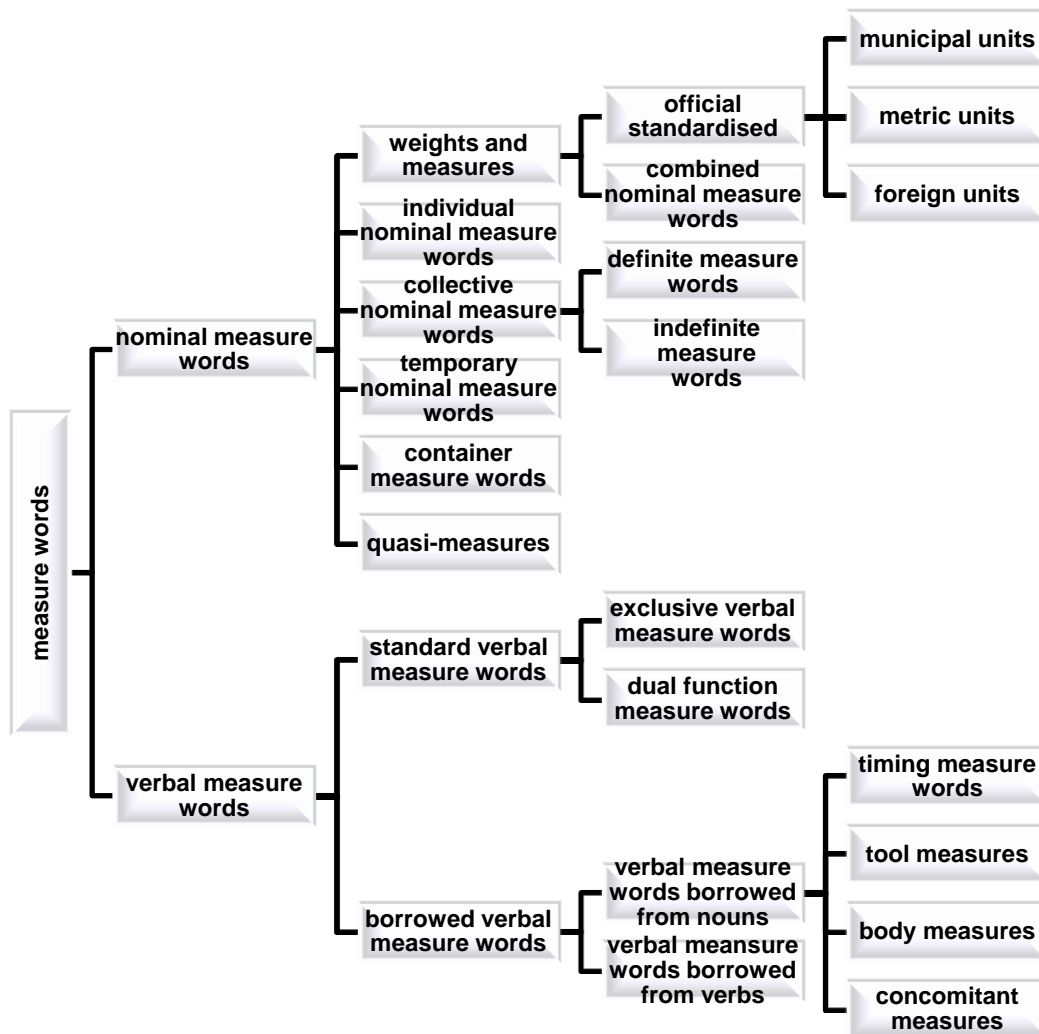 measure words
nominal measure
words
weights and
measures
official
standardised
municipal units
metric units
foreign units
combined
nominal measure
words
individual
nominal measure
words
collective
nominal measure
words
definite measure
words
indefinite
measure
words
temporary
nominal measure
words
container
measure words
quasi-measures
verbal measure
words
standard verbal
measure words
exclusive verbal
measure words
dual function
measure words
borrowed verbal
measure words
verbal measure
words borrowed
from nouns
timing measure
words
tool measures
body measures
concomitant
measures
verbal meansure
words borrowed
from verbs